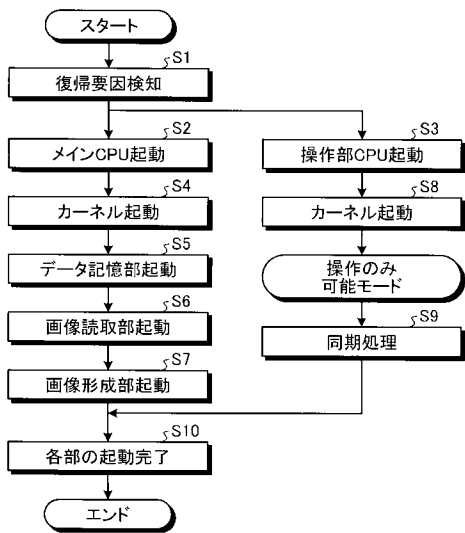 スタート
S1
復帰要因検知
S2
メインCPU起動
S3
操作部CPU起動
S4
カーネル起動
S8
カーネル起動
S5
データ記憶部起動
操作のみ
可能モード
S6
画像読取部起動
S9
同期処理
S7
画像形成部起動
S10
各部の起動完了
エンド